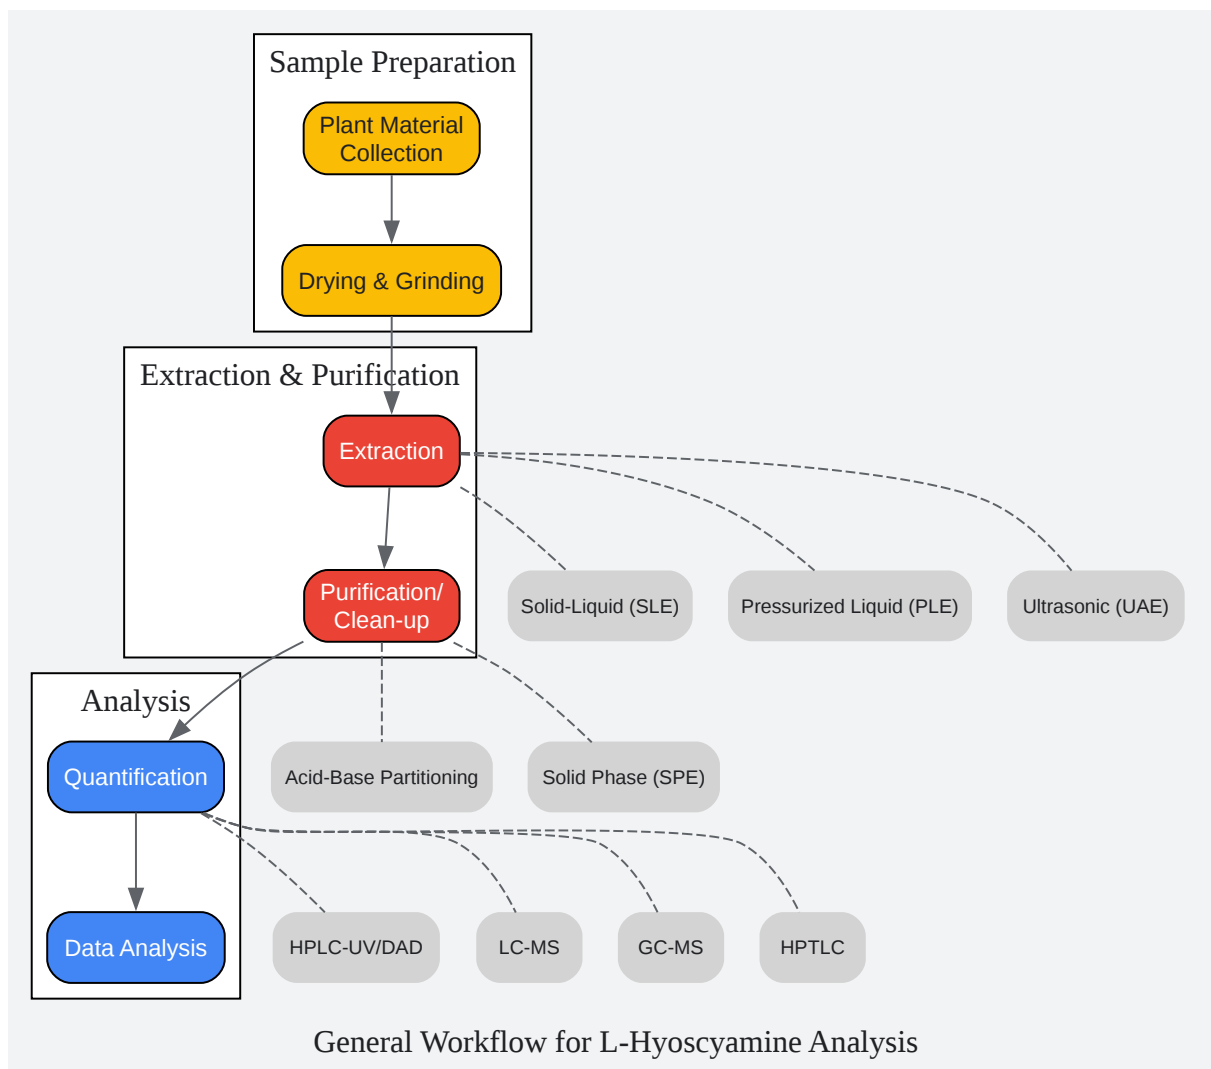 Sample Preparation
Plant Material
Collection
Drying & Grinding
Extraction & Purification
Extraction
Purification/
Clean-up
Solid-Liquid (SLE)
Pressurized Liquid (PLE)
Ultrasonic (UAE)
Analysis
Quantification
Acid-Base Partitioning
Solid Phase (SPE)
Data Analysis
HPLC-UV/DAD
LC-MS
GC-MS
HPTLC
General Workflow for L-Hyoscyamine Analysis